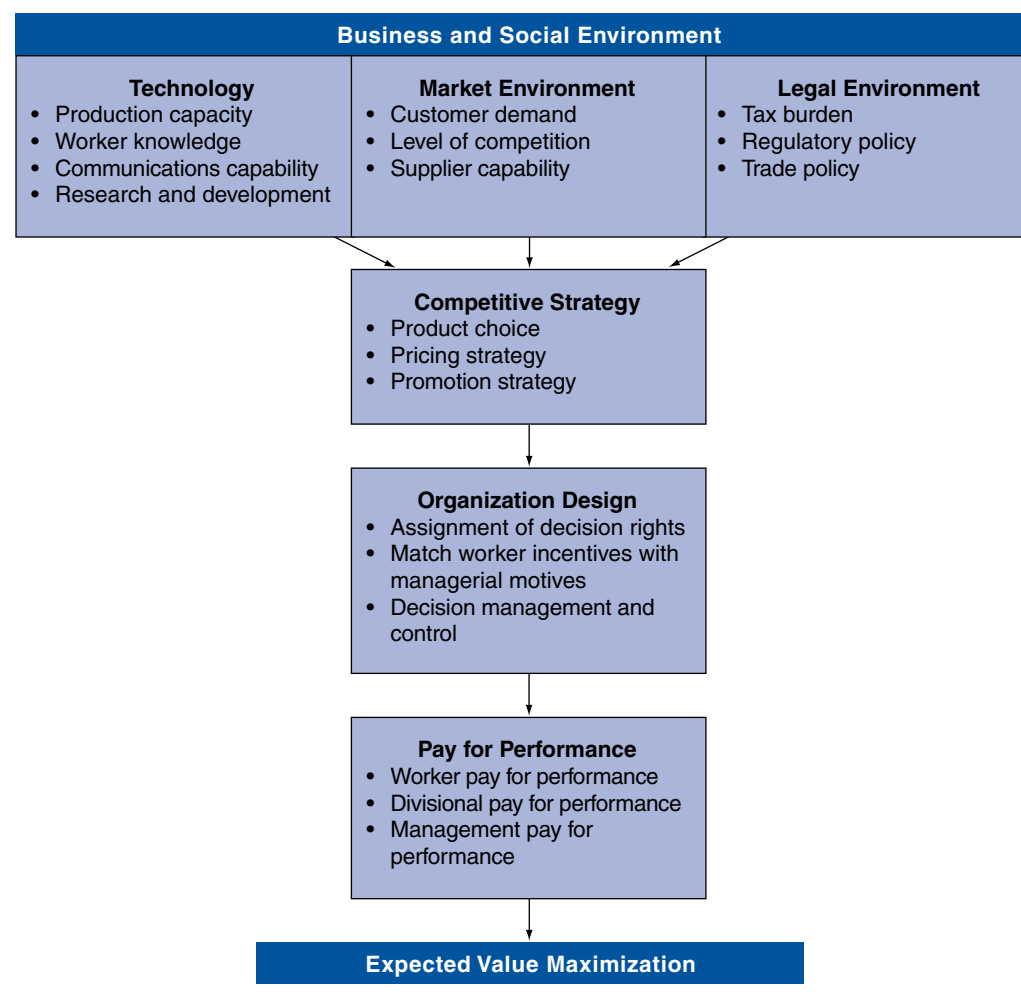 Business and Social Environment
Technology
• Production capacity
• Worker knowledge
• Communications capability
• Research and development
Market Environment
• Customer demand
• Level of competition
• Supplier capability
Legal Environment
• Tax burden
• Regulatory policy
• Trade policy
Competitive Strategy
• Product choice
• Pricing strategy
• Promotion strategy
Organization Design
• Assignment of decision rights
• Match worker incentives with
managerial motives
• Decision management and
control
Pay for Performance
• Worker pay for performance
• Divisional pay for performance
• Management pay for
performance
Expected Value Maximization